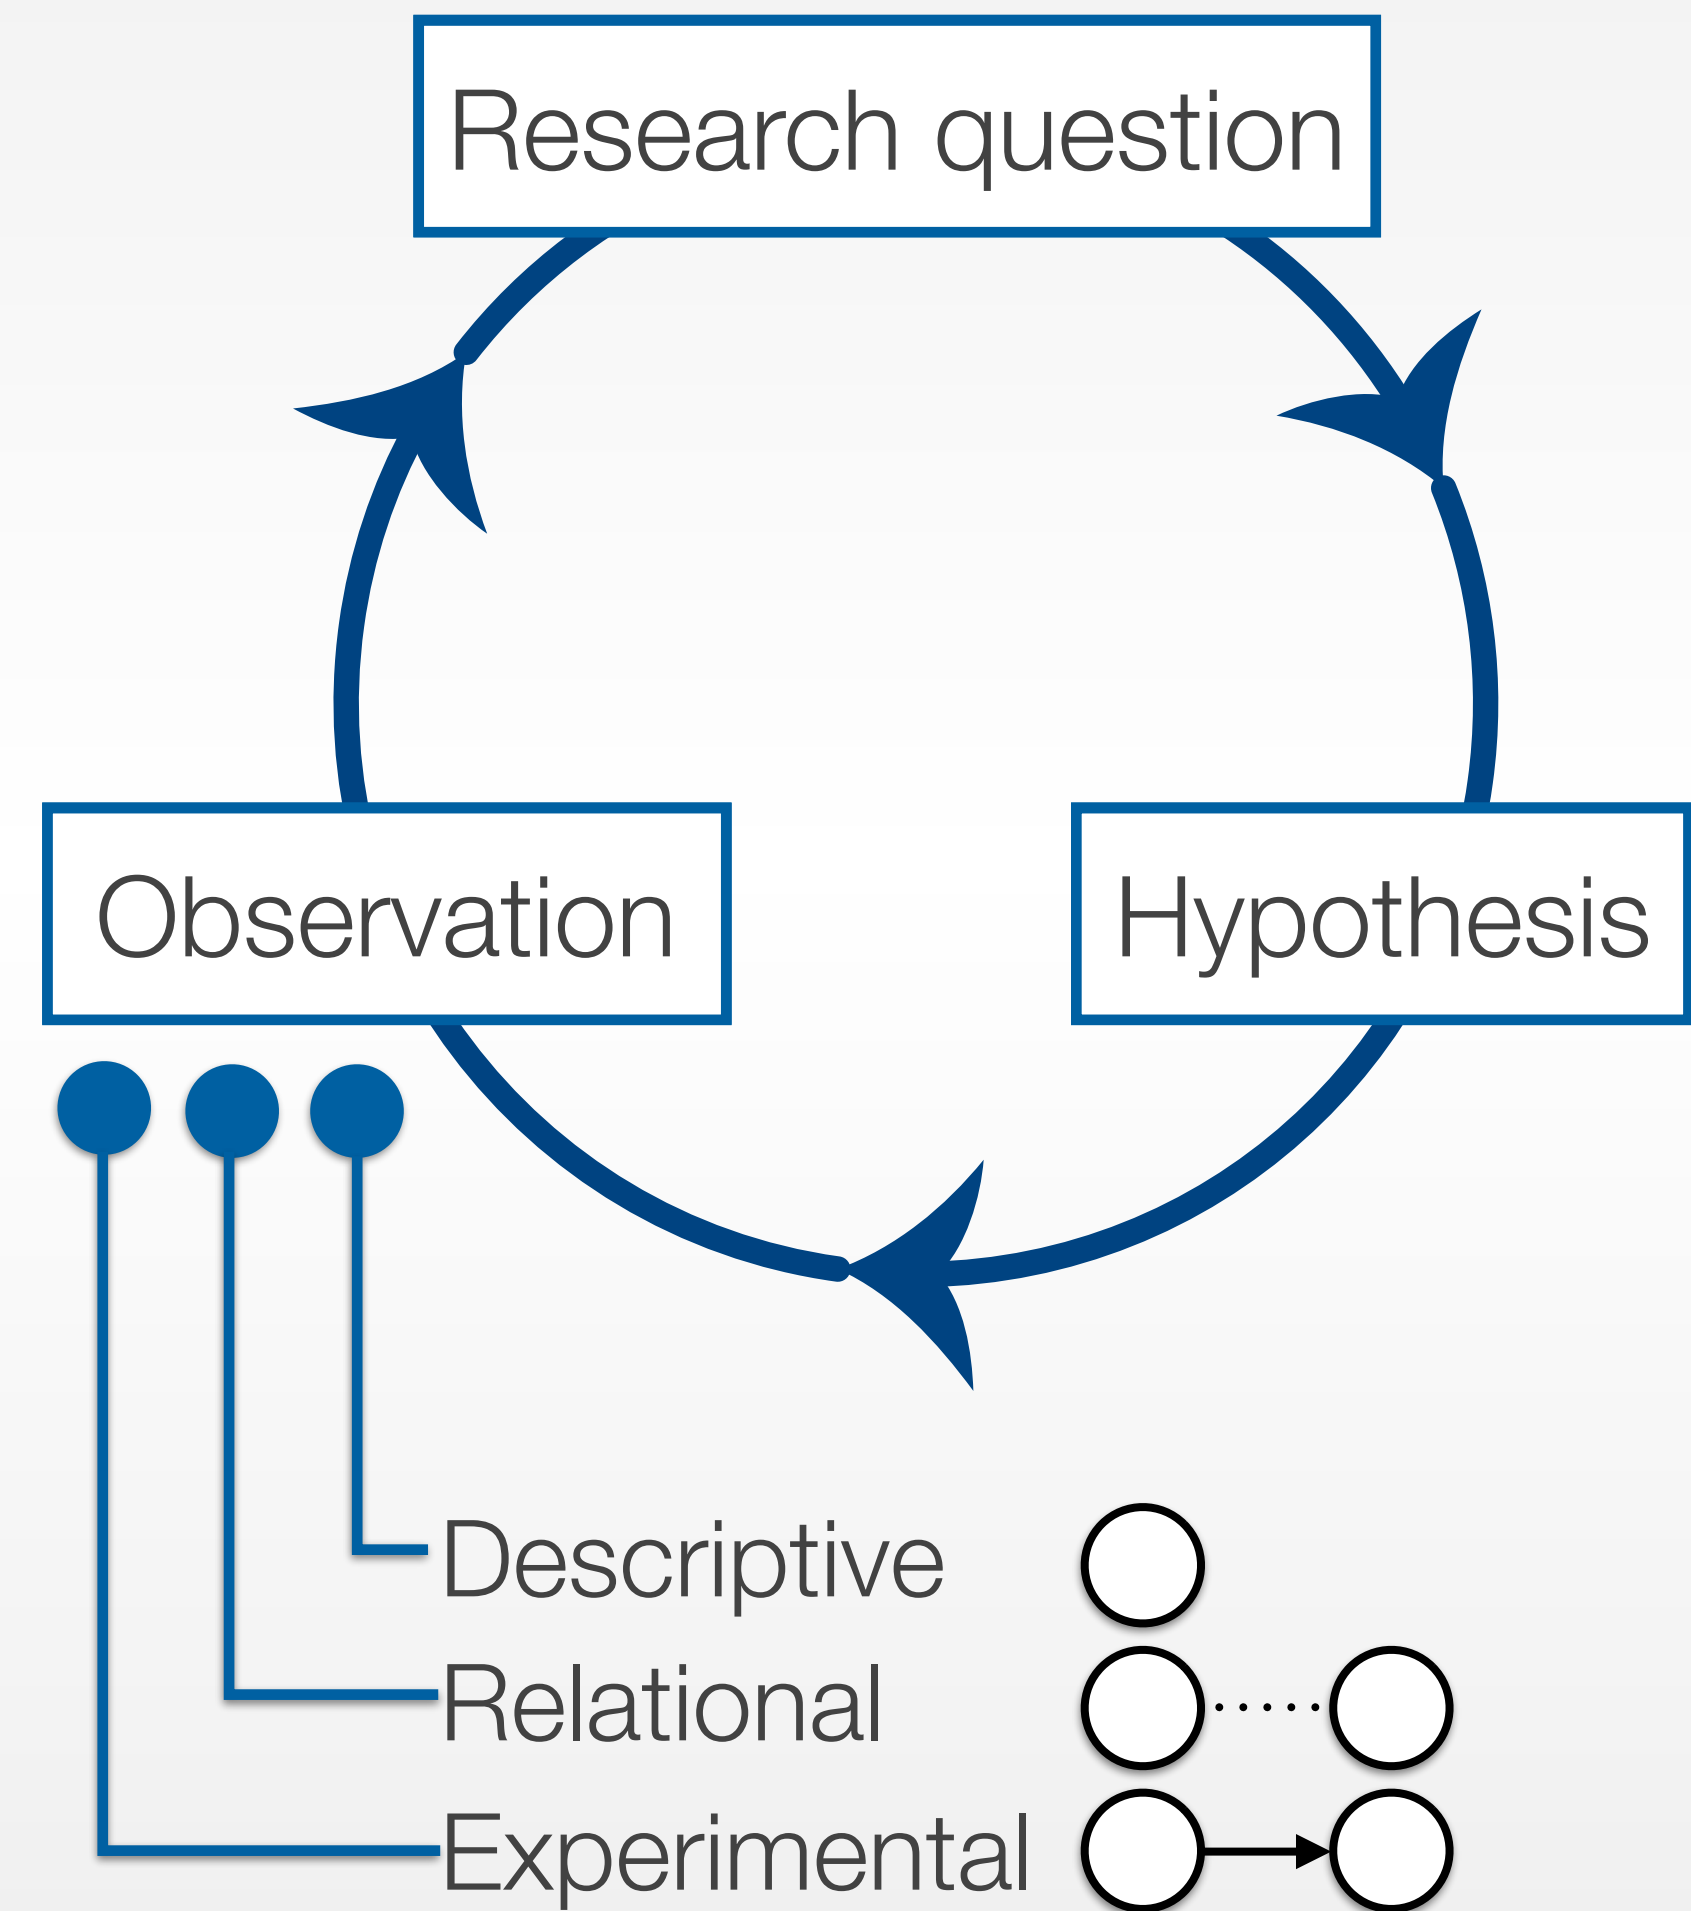 Research question
Observation
Hypothesis
Descriptive
Relational
Experimental